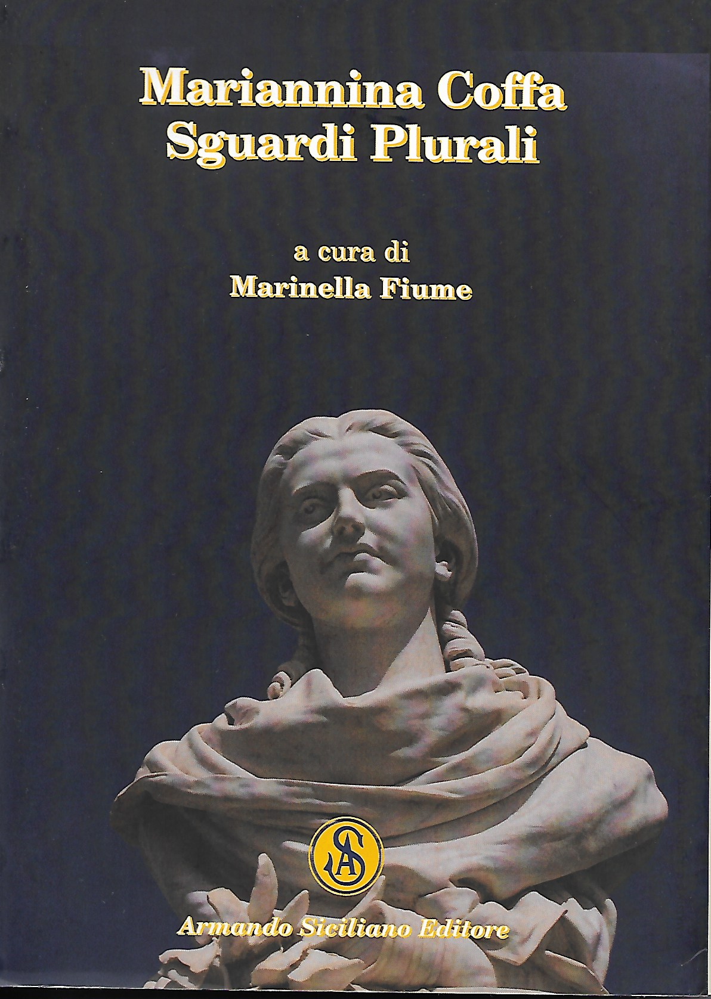 Mariannina Coffa
Sguardi Plurali
a cura di
Marinella Fiume
SA
Armando Siciliano Editore